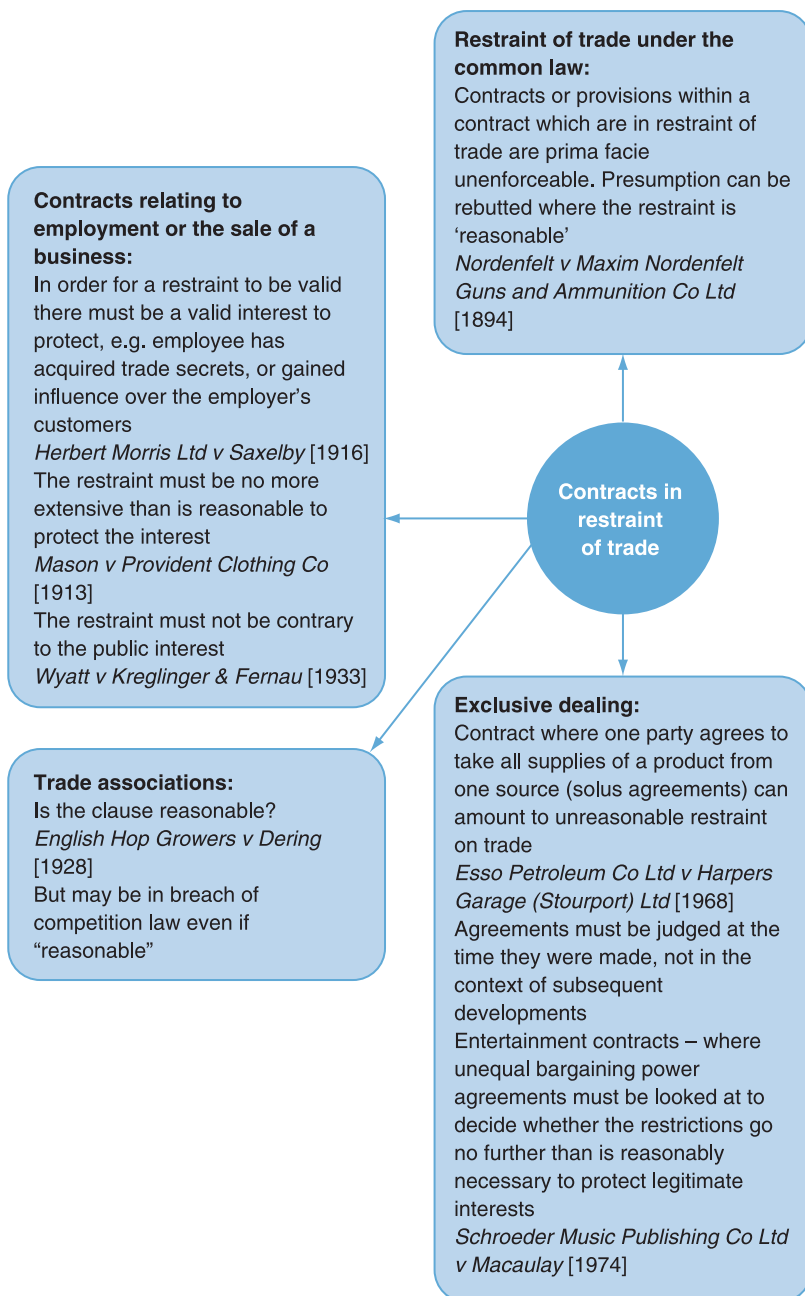 Restraint of trade under the
common law:
Contracts or provisions within a
contract which are in restraint of
trade are prima facie
unenforceable. Presumption can be
rebutted where the restraint is
‘reasonable’
Nordenfelt v Maxim Nordenfelt
Guns and Ammunition Co Ltd
[1894]
Contracts relating to
employment or the sale of a
business:
In order for a restraint to be valid
there must be a valid interest to
protect, e.g. employee has
acquired trade secrets, or gained
influence over the employer’s
customers
Herbert Morris Ltd v Saxelby [1916]
The restraint must be no more
extensive than is reasonable to
protect the interest
Mason v Provident Clothing Co
[1913]
The restraint must not be contrary
to the public interest
Wyatt v Kreglinger & Fernau [1933]
Contracts in
restraint
of trade
Trade associations:
Is the clause reasonable?
English Hop Growers v Dering
[1928]
But may be in breach of
competition law even if
“reasonable”
Exclusive dealing:
Contract where one party agrees to
take all supplies of a product from
one source (solus agreements) can
amount to unreasonable restraint
on trade
Esso Petroleum Co Ltd v Harpers
Garage (Stourport) Ltd [1968]
Agreements must be judged at the
time they were made, not in the
context of subsequent
developments
Entertainment contracts – where
unequal bargaining power
agreements must be looked at to
decide whether the restrictions go
no further than is reasonably
necessary to protect legitimate
interests
Schroeder Music Publishing Co Ltd
v Macaulay [1974]